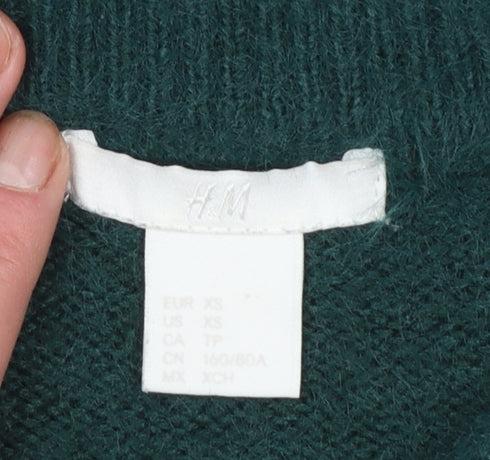 H&M
EUR XS
US XS
CA TP
CN 160/80A
MX XCH